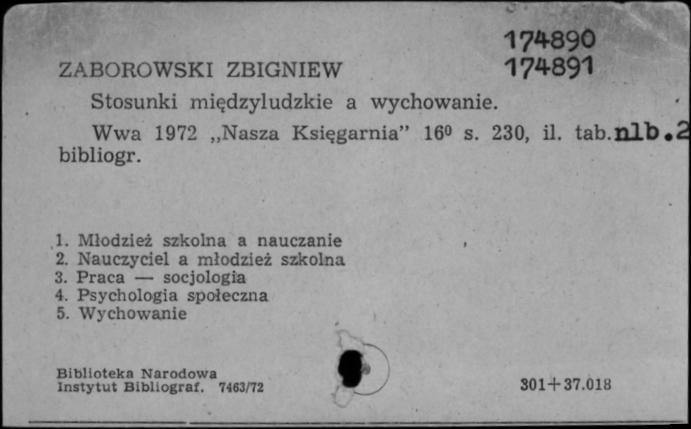 174890
ZABOROWSKI ZBIGNIEW 174891
Stosunki międzyludzkie a wychowanie.
Wwa 1972 „Nasza Księgarnia” 16⁰ s. 230, il. tab.nlb.2
bibliogr.
1. Młodzież szkolna a nauczanie
2. Nauczyciel a młodzież szkolna
3. Praca — socjologia
4. Psychologia społeczna
5. Wychowanie
Biblioteka Narodowa
Instytut Bibliograf. 7463/72 301+37.018